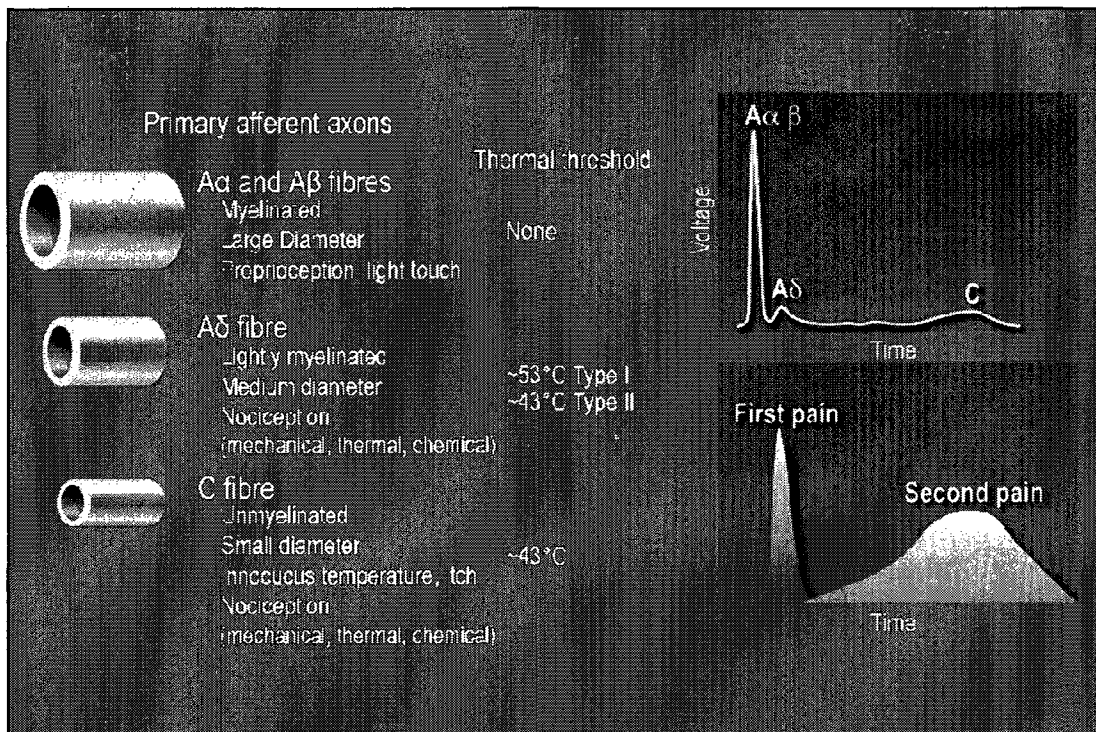 Primary afferent axons
Thermal threshold
Aα and Aβ fibres
Myelinated
Large Diameter
Proprioception light touch
None
Aδ fibre
Lightly myelinated
Medium diameter
Nociception
(mechanical, thermal, chemical)
~53°C Type I
~43°C Type II
C fibre
Unmyelinated
Small diameter
Innocuous temperature, itch
Nociception
(mechanical, thermal, chemical)
~43°C
Aα β
Voltage
Aδ
C
Time
First pain
Second pain
Time